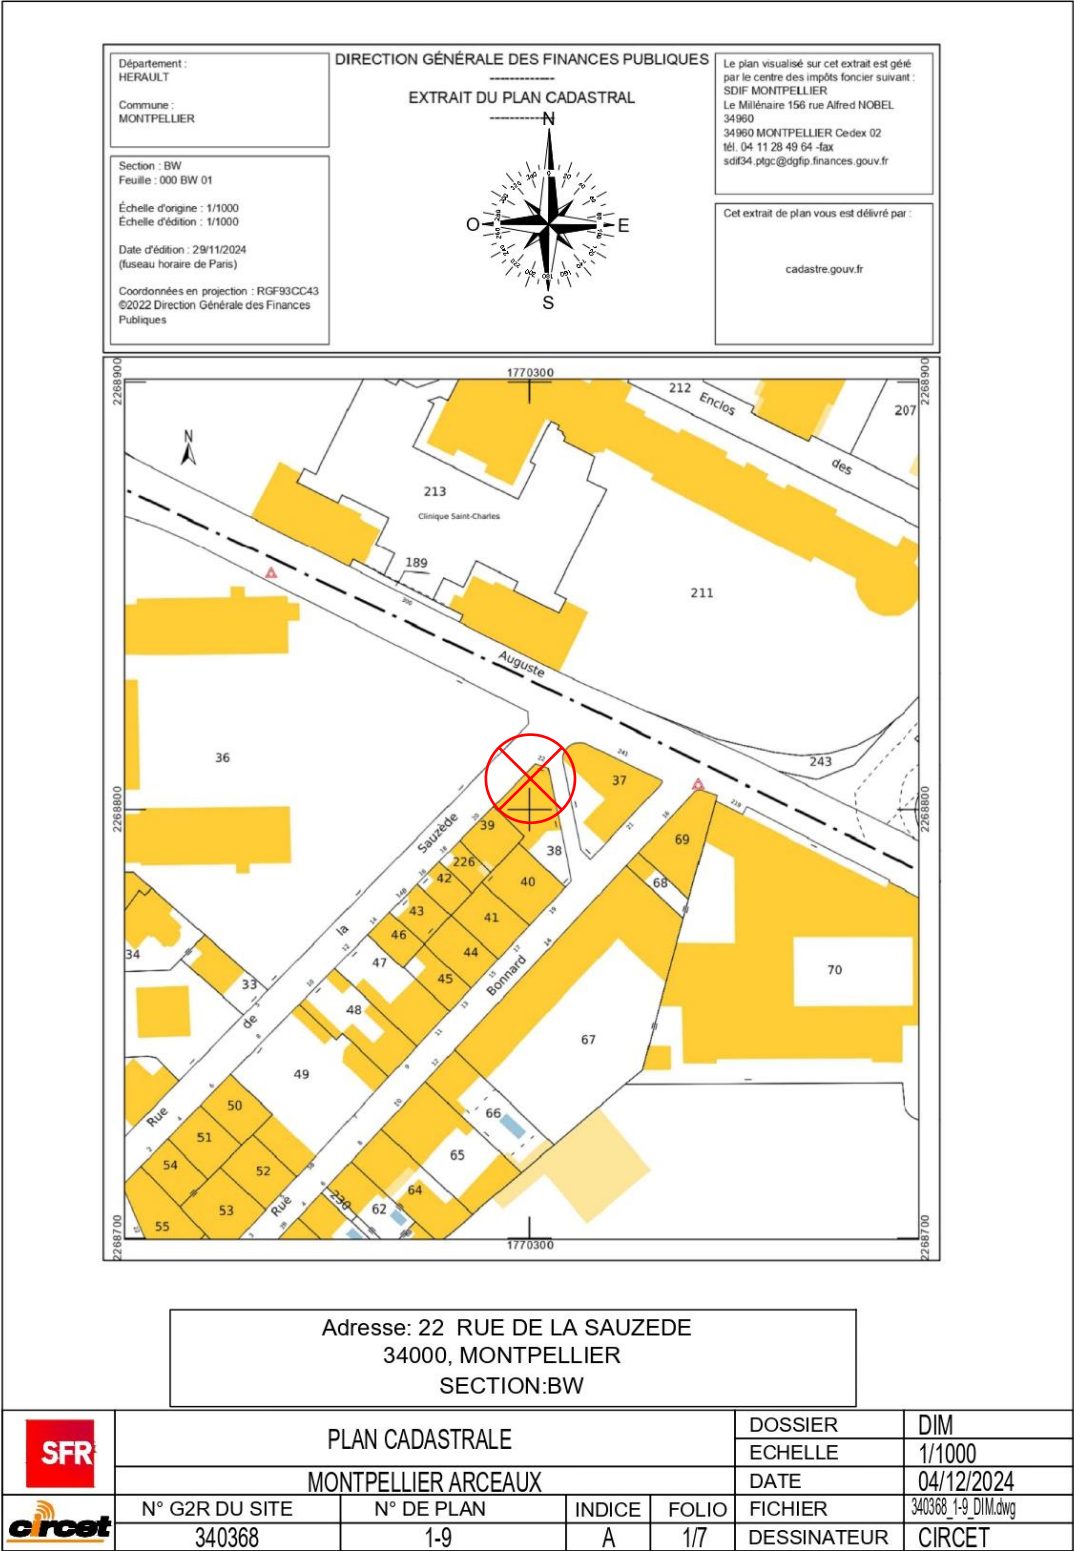 Département :
HERAULT
Commune :
MONTPELLIER
Section : BW
Feuille : 000 BW 01
Échelle d'origine : 1/1000
Échelle d'édition : 1/1000
Date d'édition : 29/11/2024
(fuseau horaire de Paris)
Coordonnées en projection : RGF93CC43
©2022 Direction Générale des Finances
Publiques
DIRECTION GÉNÉRALE DES FINANCES PUBLIQUES
-------------
EXTRAIT DU PLAN CADASTRAL
-------------
N
O
E
S
Le plan visualisé sur cet extrait est géré
par le centre des impôts foncier suivant :
SDIF MONTPELLIER
Le Millénaire 156 rue Alfred NOBEL
34960
34960 MONTPELLIER Cedex 02
tél. 04 11 28 49 64 -fax
sdif34.ptgc@dgfip.finances.gouv.fr
Cet extrait de plan vous est délivré par :
cadastre.gouv.fr
1770300
2268900
2268900
212
Enclos
207
N
des
213
Clinique Saint-Charles
189
211
Auguste
36
243
241
37
22
2268800
2268800
219
Sauzède
39
38
69
226
42
40
68
43
41
la
46
44
47
45
Bonnard
70
34
33
48
de
67
49
50
66
Rue
51
65
54
52
64
230
62
53
Rue
55
2268700
2268700
1770300
Adresse: 22 RUE DE LA SAUZEDE
34000, MONTPELLIER
SECTION:BW
SFR
PLAN CADASTRALE
DOSSIER
DIM
ECHELLE
1/1000
MONTPELLIER ARCEAUX
DATE
04/12/2024
circet
N° G2R DU SITE
N° DE PLAN
INDICE
FOLIO
FICHIER
340368_1-9_DIM.dwg
340368
1-9
A
1/7
DESSINATEUR
CIRCET